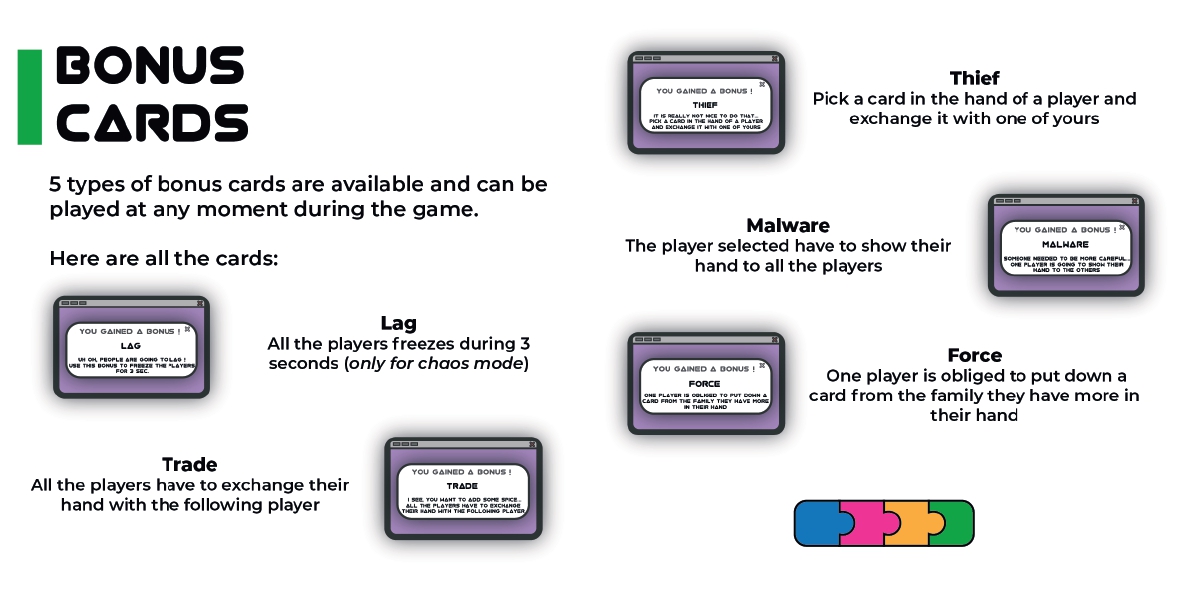 BONUS
CARDS
5 types of bonus cards are available and can be
played at any moment during the game.
Here are all the cards:
YOU GAINED A BONUS !
LAG
UH OH, PEOPLE ARE GOING TO LAG !
USE THIS BONUS TO FREEZE THE PLAYERS
FOR 3 SEC.
Lag
All the players freezes during 3
seconds (only for chaos mode)
Trade
All the players have to exchange their
hand with the following player
YOU GAINED A BONUS !
TRADE
I SEE, YOU WANT TO ADD SOME SPICE...
ALL THE PLAYERS HAVE TO EXCHANGE
THEIR HAND WITH THE FOLLOWING PLAYER
YOU GAINED A BONUS !
THIEF
IT IS REALLY NOT NICE TO DO THAT...
PICK A CARD IN THE HAND OF A PLAYER
AND EXCHANGE IT WITH ONE OF YOURS
Thief
Pick a card in the hand of a player and
exchange it with one of yours
Malware
The player selected have to show their
hand to all the players
YOU GAINED A BONUS !
MALWARE
SOMEONE NEEDED TO BE MORE CAREFUL...
ONE PLAYER IS GOING TO SHOW THEIR
HAND TO THE OTHERS
YOU GAINED A BONUS !
FORCE
ONE PLAYER IS OBLIGED TO PUT DOWN A
CARD FROM THE FAMILY THEY HAVE MORE
IN THEIR HAND
Force
One player is obliged to put down a
card from the family they have more in
their hand